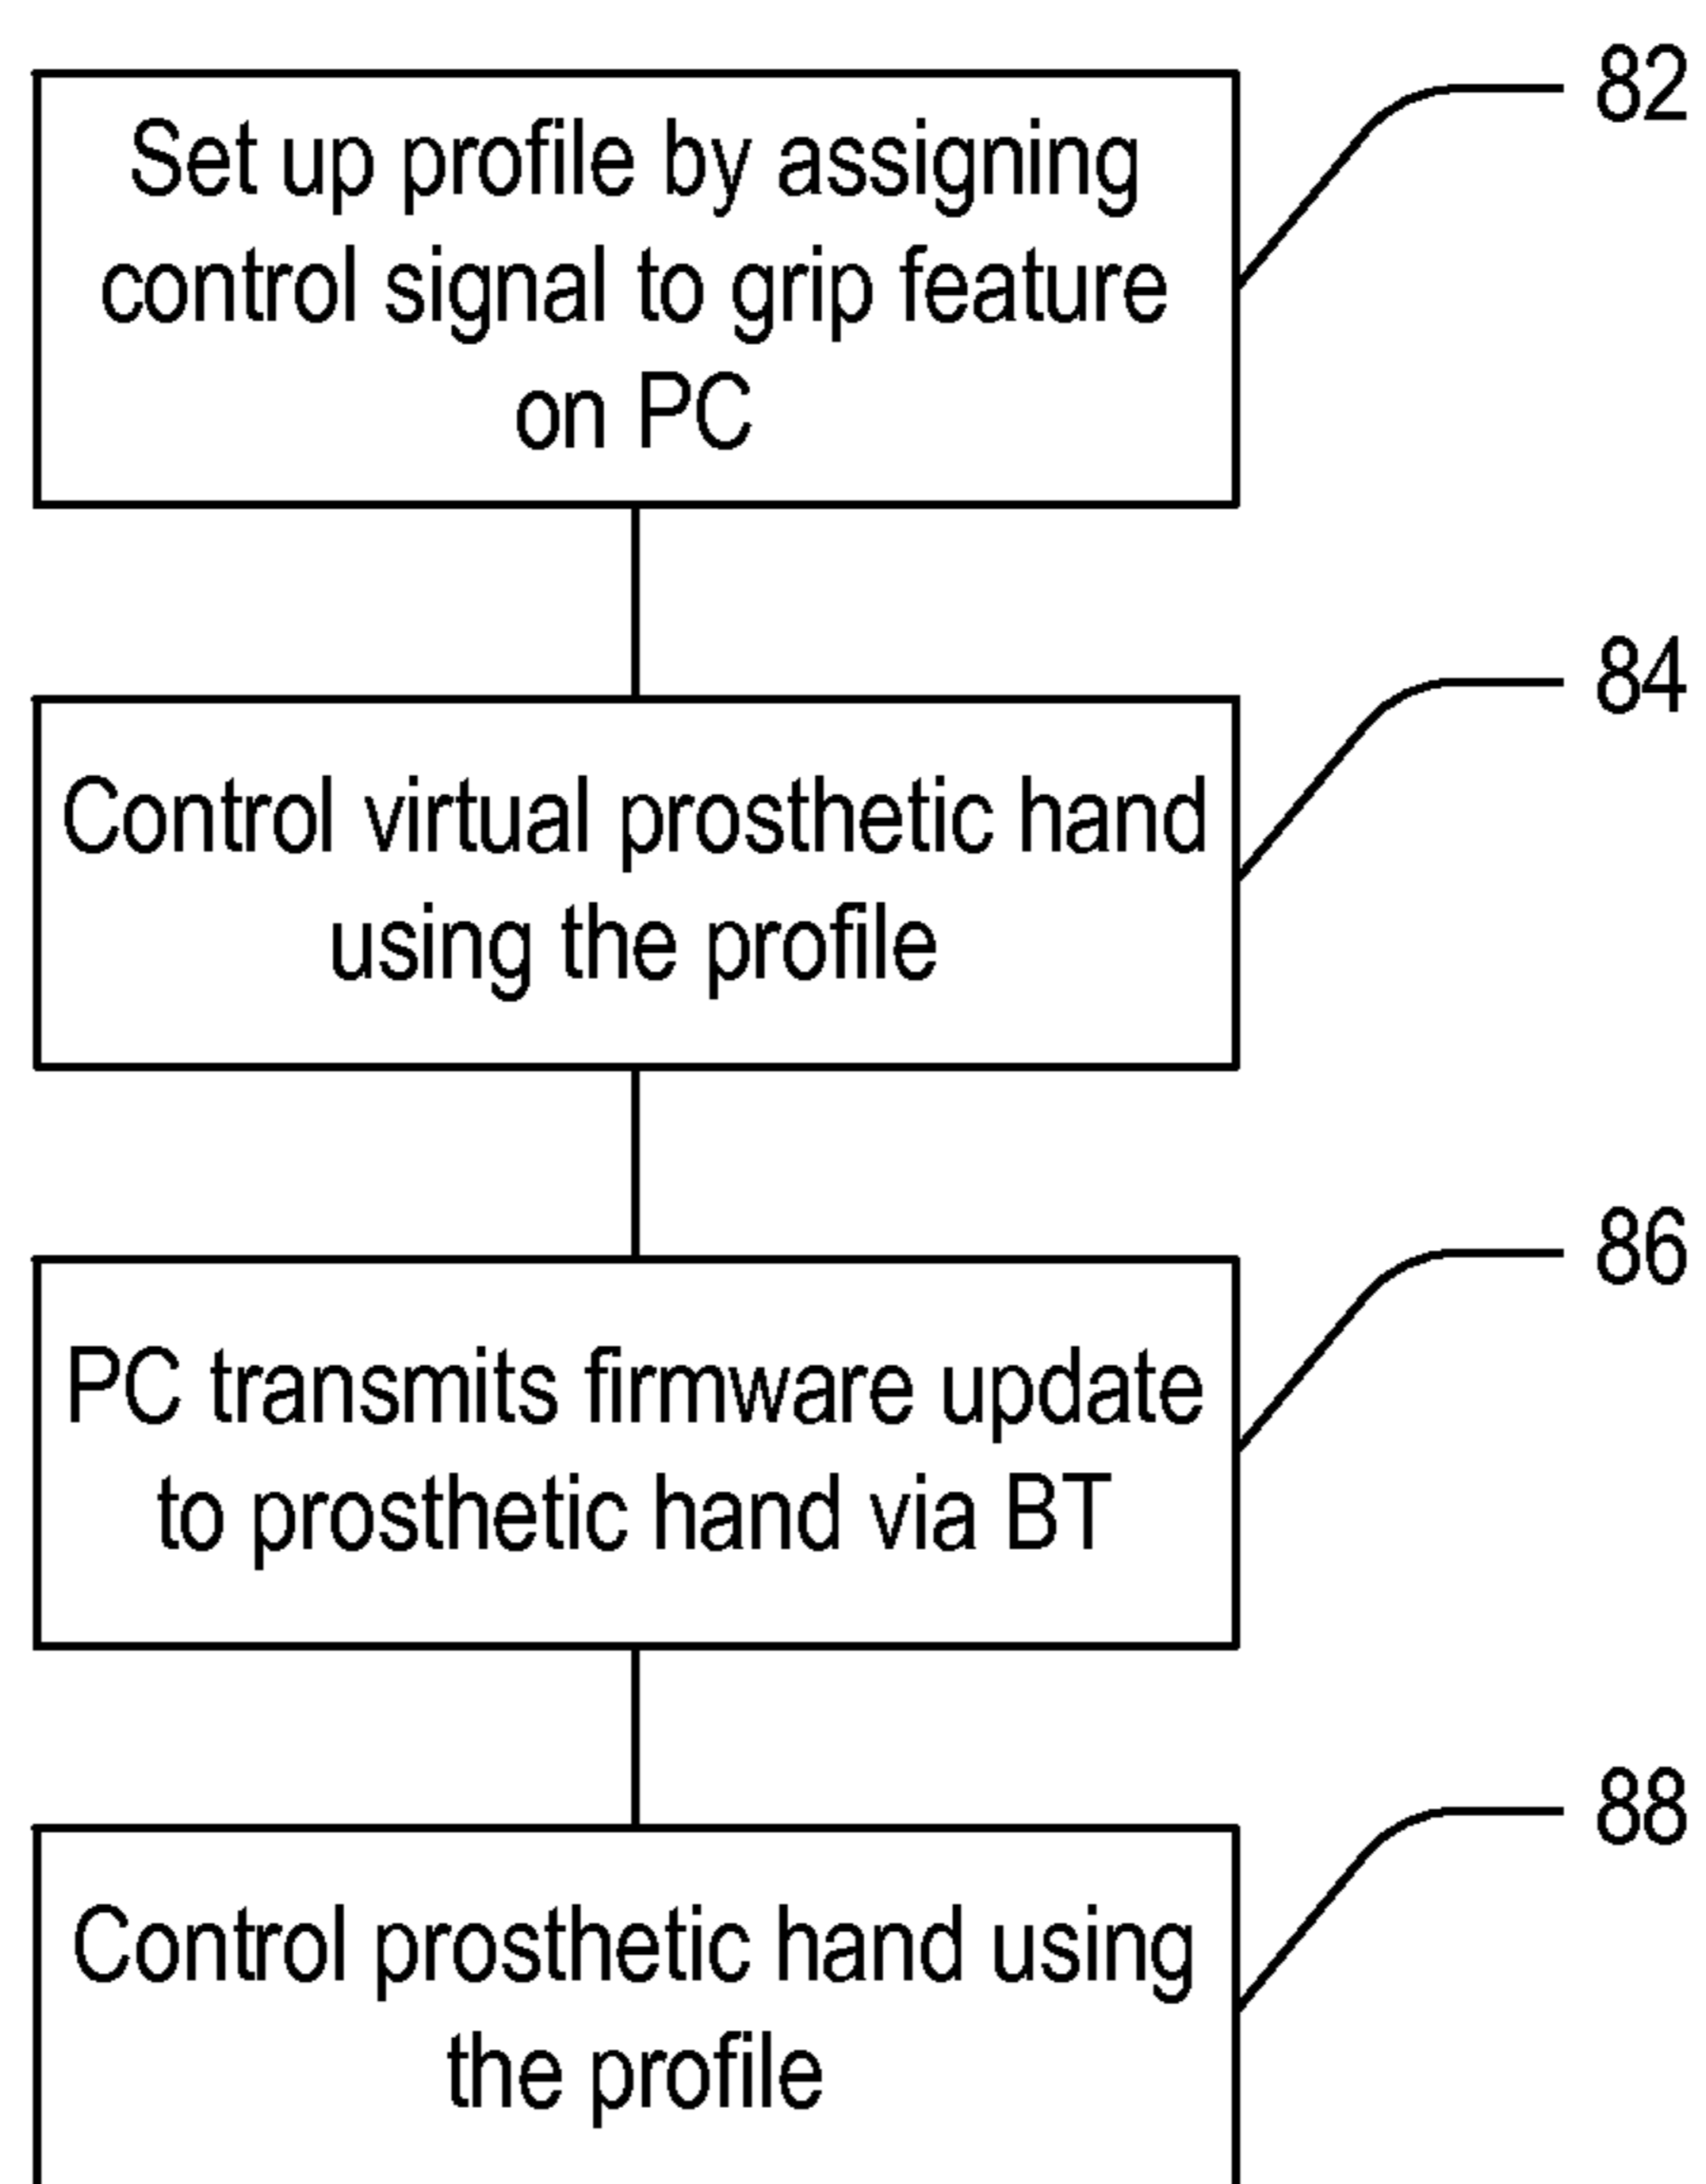 Set up profile by assigning
control signal to grip feature
on PC
82
Control virtual prosthetic hand
using the profile
84
PC transmits firmware update
to prosthetic hand via BT
86
Control prosthetic hand using
the profile
88